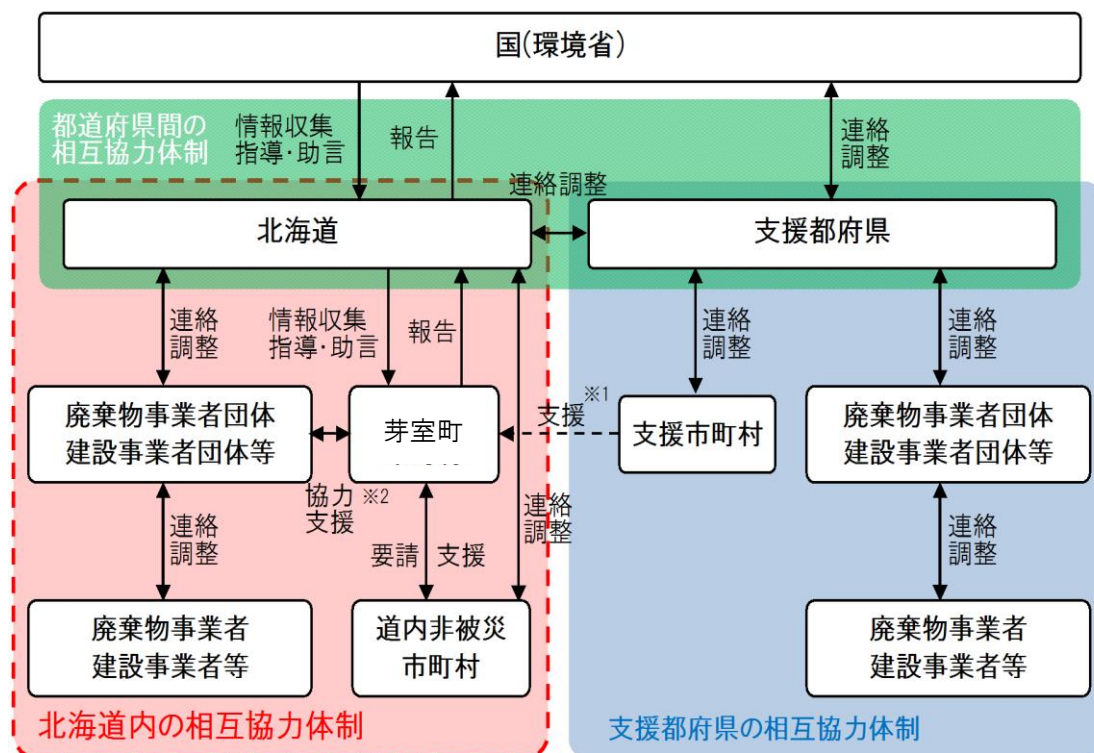 国(環境省)
都道府県間の
相互協力体制
情報収集
指導・助言
報告
連絡
調整
連絡調整
北海道
支援都府県
連絡
調整
情報収集
指導・助言
報告
連絡
調整
連絡
調整
廃棄物事業者団体
建設事業者団体等
芽室町
支援※1
支援市町村
廃棄物事業者団体
建設事業者団体等
協力※2
支援
連絡
調整
連絡
調整
要請
支援
連絡
調整
廃棄物事業者
建設事業者等
道内非被災
市町村
廃棄物事業者
建設事業者等
北海道内の相互協力体制
支援都府県の相互協力体制